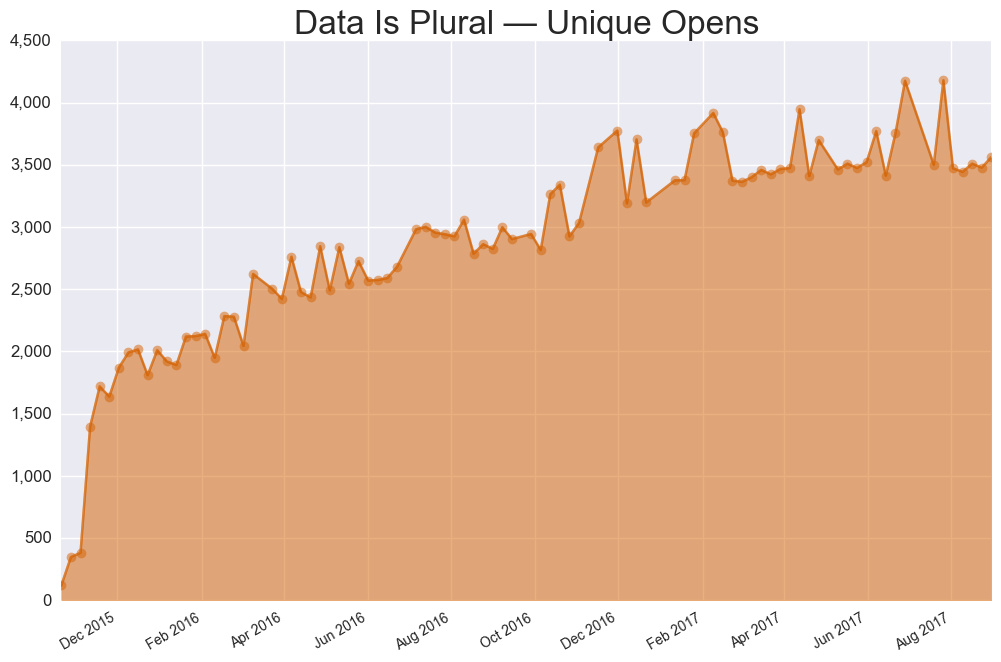 Data Is Plural — Unique Opens
4,500
4,000
3,500
3,000
2,500
2,000
1,500
1,000
500
0
Dec 2015
Feb 2016
Apr 2016
Jun 2016
Aug 2016
Oct 2016
Dec 2016
Feb 2017
Apr 2017
Jun 2017
Aug 2017